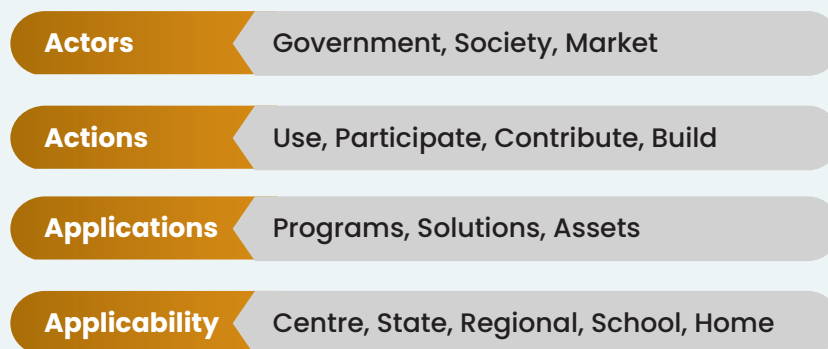 Actors Government, Society, Market
Actions Use, Participate, Contribute, Build
Applications Programs, Solutions, Assets
Applicability Centre, State, Regional, School, Home